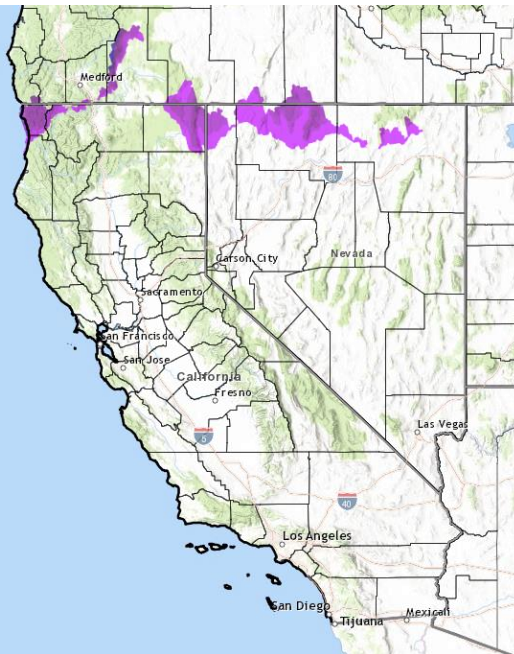 Medford
80
Nevada
Carson City
Sacramento
San Francisco
San Jose
California
Fresno
5
Las Vegas
40
Los Angeles
San Diego
Tijuana
Mexicali